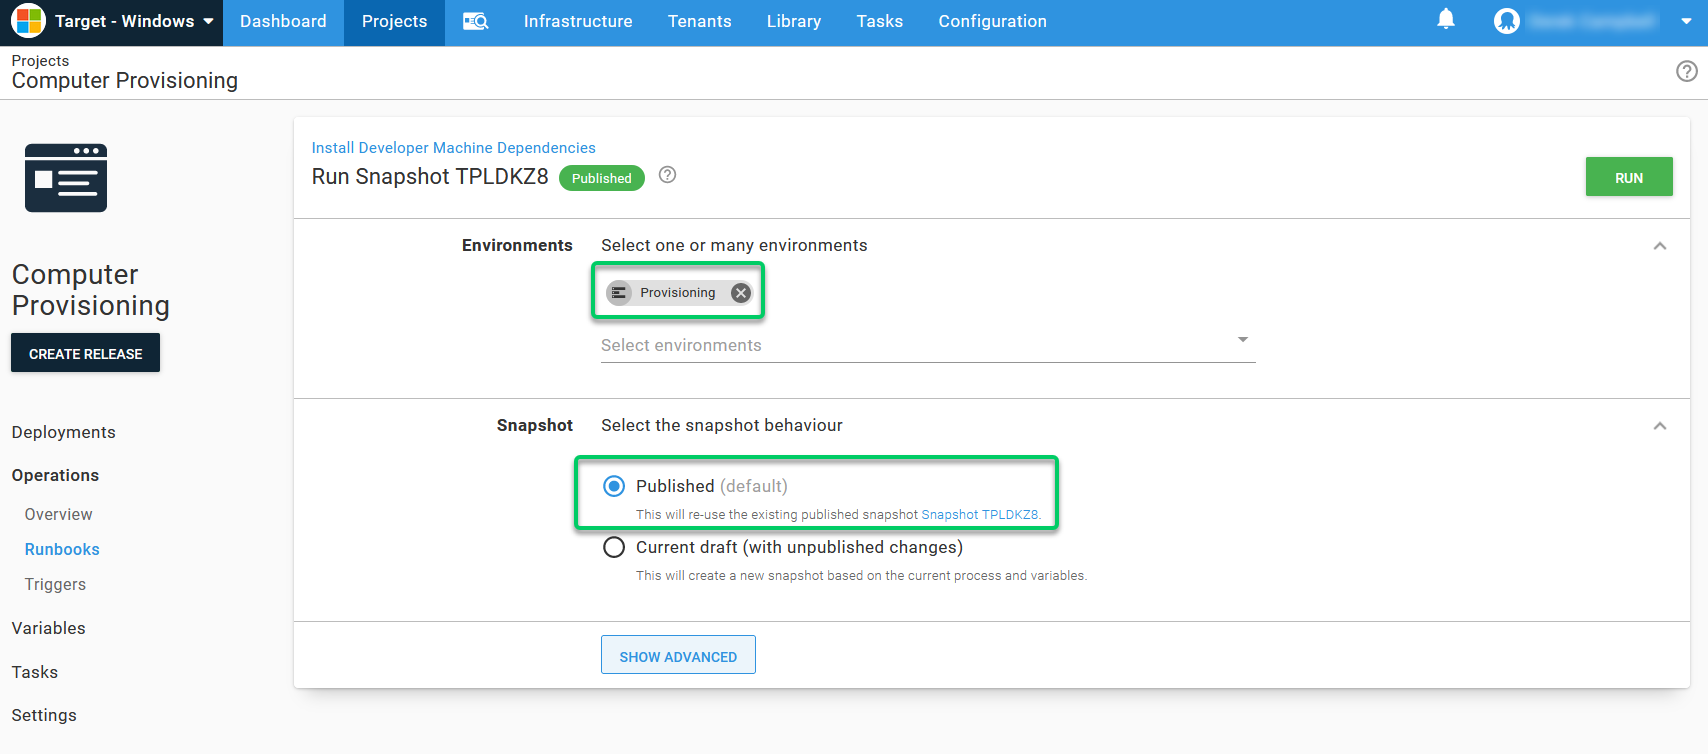 Target - Windows Dashboard Projects Infrastructure Tenants Library Tasks Configuration
Projects
Computer Provisioning
Install Developer Machine Dependencies
Run Snapshot TPLDKZ8 Published
RUN
Environments Select one or many environments
Provisioning
Select environments
Snapshot Select the snapshot behaviour
Published (default)
This will re-use the existing published snapshot Snapshot TPLDKZ8.
Current draft (with unpublished changes)
This will create a new snapshot based on the current process and variables.
SHOW ADVANCED
Computer
Provisioning
CREATE RELEASE
Deployments
Operations
Overview
Runbooks
Triggers
Variables
Tasks
Settings